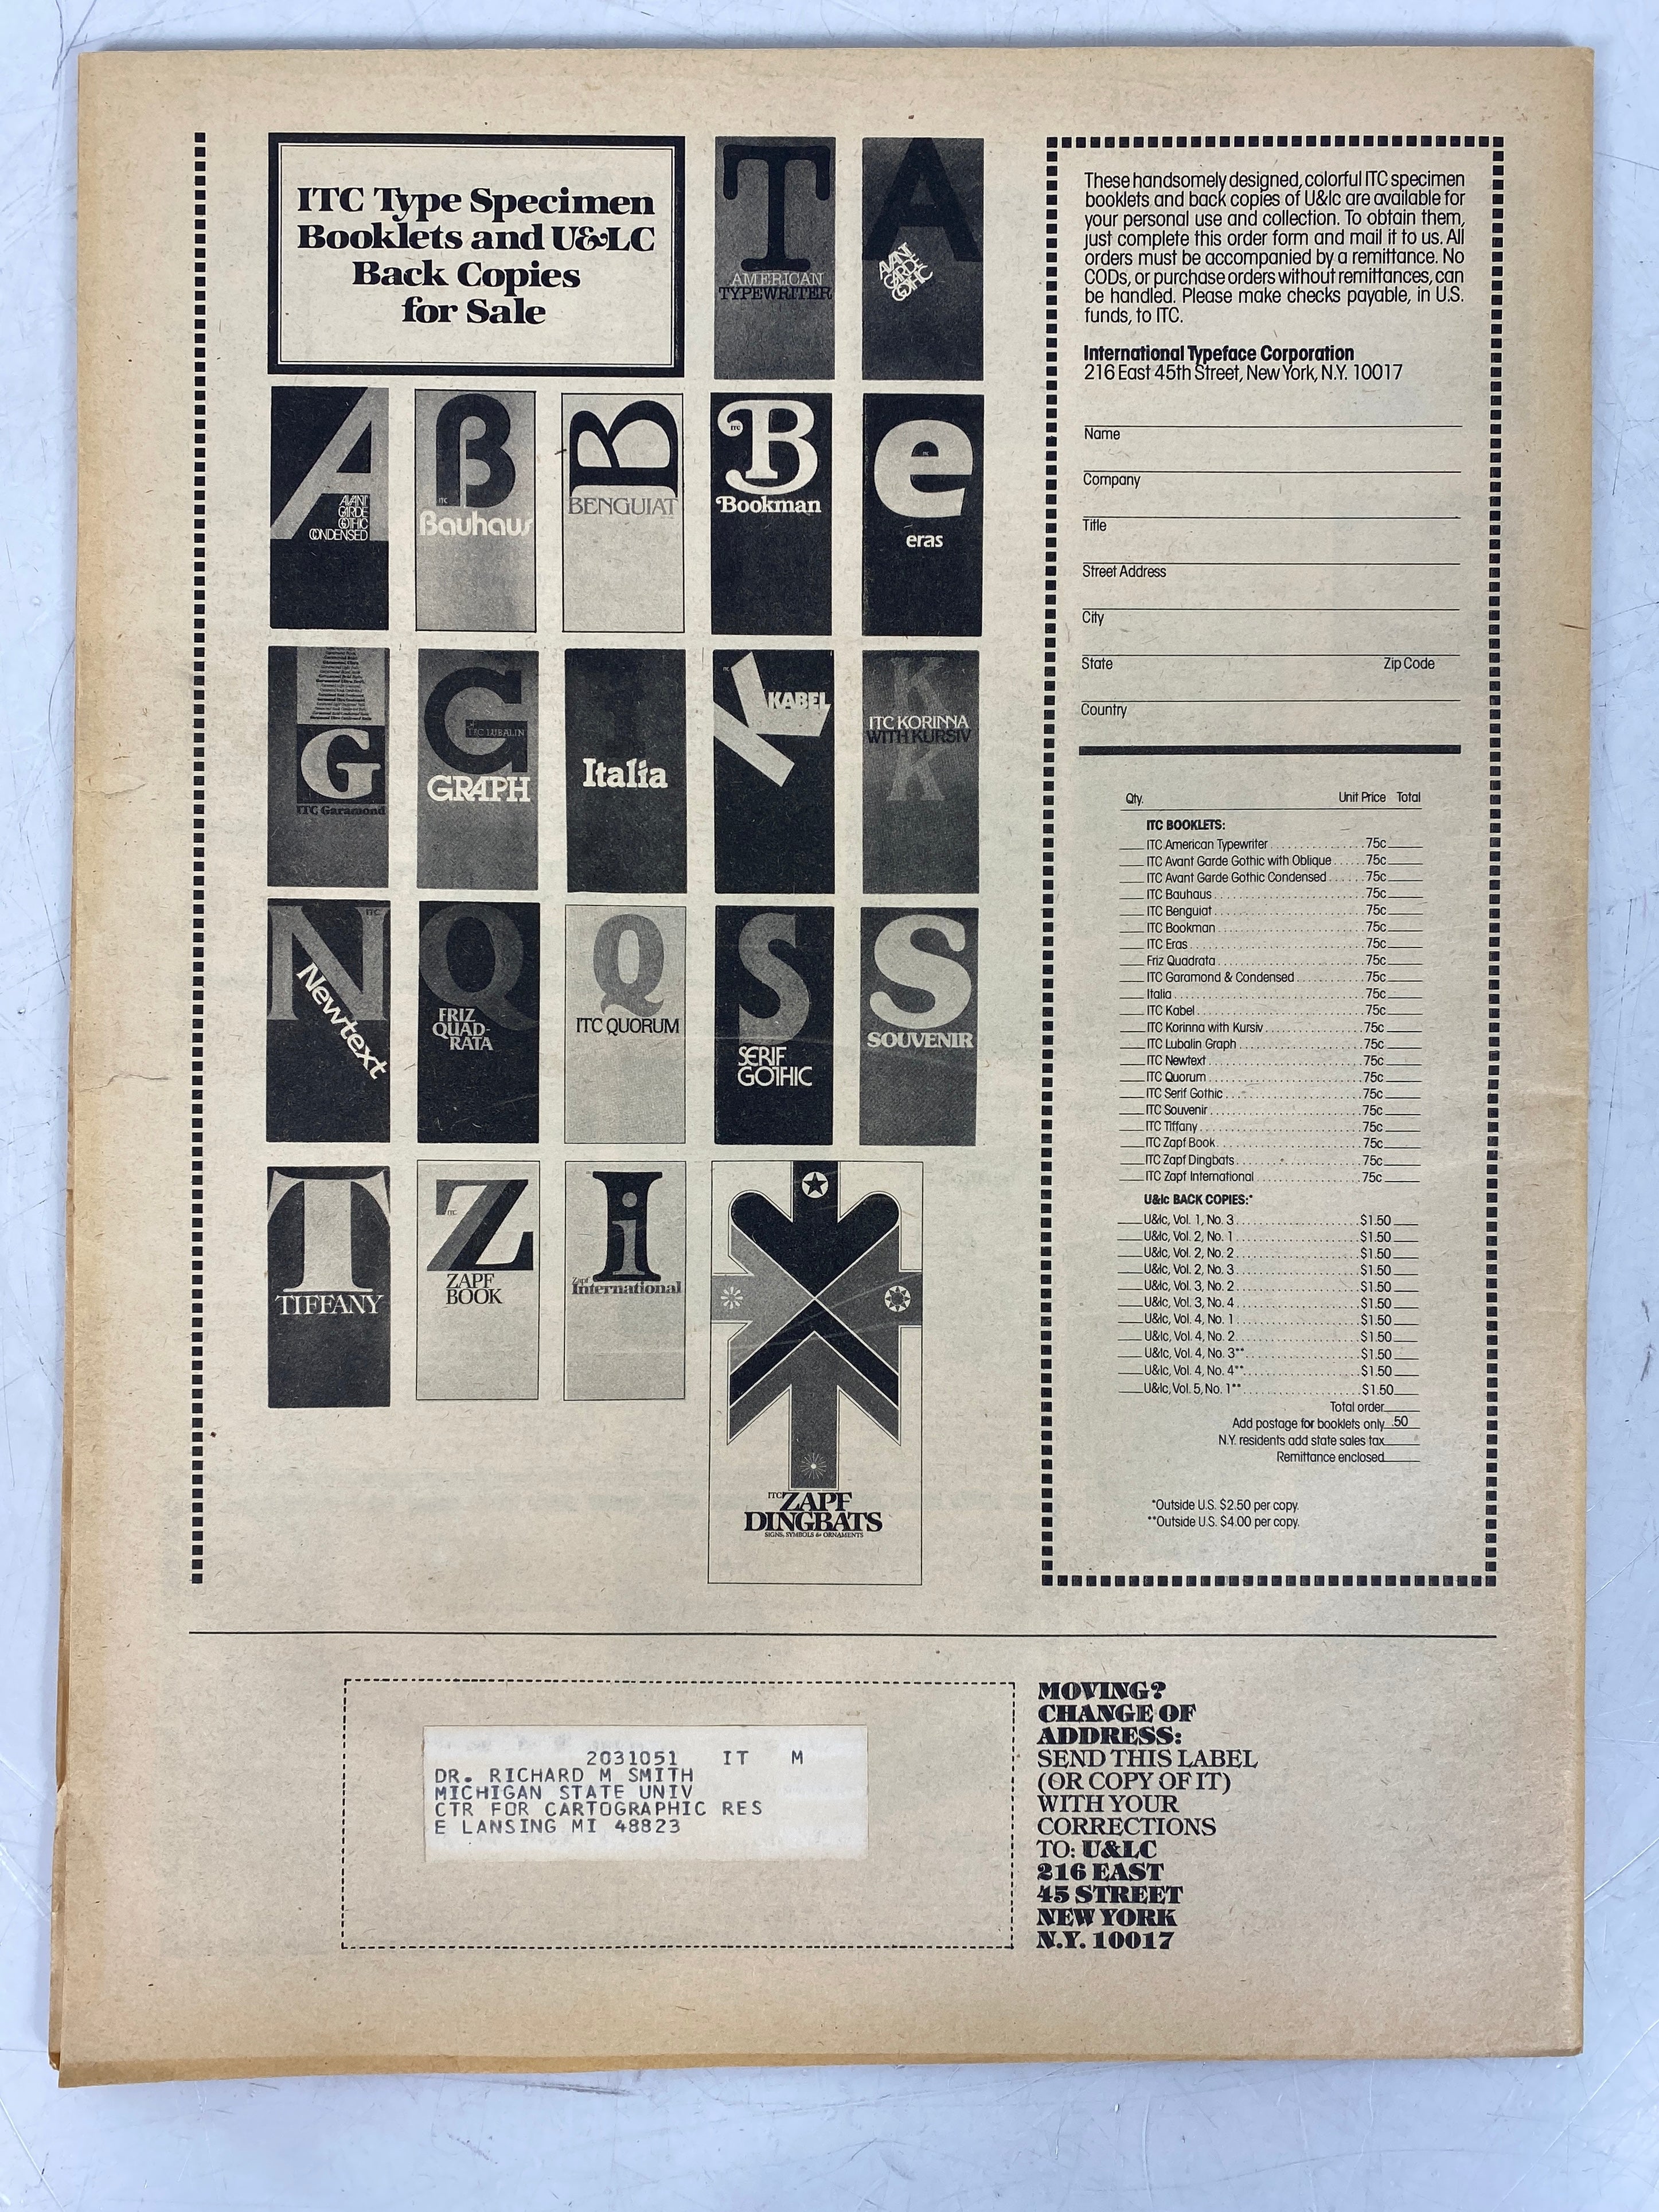 ITC Type Specimen
Booklets and U&LC
Back Copies
for Sale
T
AMERICAN
TYPEWRITER
A
AVANT
GARDE
GOTHIC
A
AVANT
GARDE
GOTHIC
CONDENSED
B
ITC
Bauhaus
B
BENGUIAT
ITC
B
Bookman
e
eras
G
ITC Garamond
G
ITC LUBALIN
GRAPH
Italia
ITC
K
KABEL
K
ITC KORINNA
WITH KURSIV
K
N
ITC
Newtext
Q
FRIZ
QUAD-
RATA
Q
ITC QUORUM
S
SERIF
GOTHIC
S
SOUVENIR
T
TIFFANY
ITC
Z
ZAPF
BOOK
i
Zapf
International
ITC ZAPF
DINGBATS
SIGNS, SYMBOLS & ORNAMENTS
These handsomely designed, colorful ITC specimen
booklets and back copies of U&lc are available for
your personal use and collection. To obtain them,
just complete this order form and mail it to us. All
orders must be accompanied by a remittance. No
CODs, or purchase orders without remittances, can
be handled. Please make checks payable, in U.S.
funds, to ITC.
International Typeface Corporation
216 East 45th Street, New York, N.Y. 10017
Name
Company
Title
Street Address
City
State Zip Code
Country
Qty. Unit Price Total
ITC BOOKLETS:
ITC American Typewriter 75c
ITC Avant Garde Gothic with Oblique 75c
ITC Avant Garde Gothic Condensed 75c
ITC Bauhaus 75c
ITC Benguiat 75c
ITC Bookman 75c
ITC Eras 75c
Friz Quadrata 75c
ITC Garamond & Condensed 75c
Italia 75c
ITC Kabel 75c
ITC Korinna with Kursiv 75c
ITC Lubalin Graph 75c
ITC Newtext 75c
ITC Quorum 75c
ITC Serif Gothic 75c
ITC Souvenir 75c
ITC Tiffany 75c
ITC Zapf Book 75c
ITC Zapf Dingbats 75c
ITC Zapf International 75c
U&lc BACK COPIES:*
U&lc, Vol. 1, No. 3 $1.50
U&lc, Vol. 2, No. 1 $1.50
U&lc, Vol. 2, No. 2 $1.50
U&lc, Vol. 2, No. 3 $1.50
U&lc, Vol. 3, No. 2 $1.50
U&lc, Vol. 3, No. 4 $1.50
U&lc, Vol. 4, No. 1 $1.50
U&lc, Vol. 4, No. 2 $1.50
U&lc, Vol. 4, No. 3** $1.50
U&lc, Vol. 4, No. 4** $1.50
U&lc, Vol. 5, No. 1** $1.50
Total order
Add postage for booklets only .50
N.Y. residents add state sales tax
Remittance enclosed
*Outside U.S. $2.50 per copy.
**Outside U.S. $4.00 per copy.
2031051 IT M
DR. RICHARD M SMITH
MICHIGAN STATE UNIV
CTR FOR CARTOGRAPHIC RES
E LANSING MI 48823
MOVING?
CHANGE OF
ADDRESS:
SEND THIS LABEL
(OR COPY OF IT)
WITH YOUR
CORRECTIONS
TO: U&LC
216 EAST
45 STREET
NEW YORK
N.Y. 10017